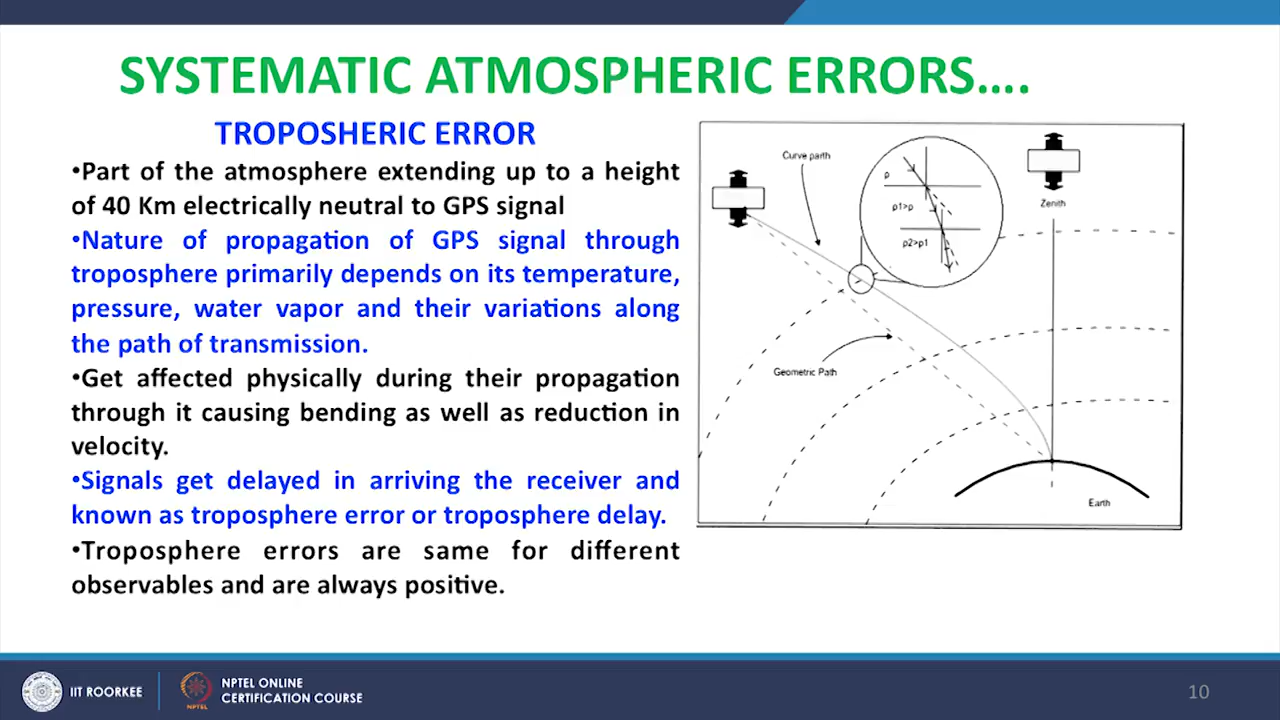 SYSTEMATIC ATMOSPHERIC ERRORS….
TROPOSHERIC ERROR
•Part of the atmosphere extending up to a height
of 40 Km electrically neutral to GPS signal
•Nature of propagation of GPS signal through
troposphere primarily depends on its temperature,
pressure, water vapor and their variations along
the path of transmission.
•Get affected physically during their propagation
through it causing bending as well as reduction in
velocity.
•Signals get delayed in arriving the receiver and
known as troposphere error or troposphere delay.
•Troposphere errors are same for different
observables and are always positive.
Curve parth
ρ
ρ1>ρ
ρ2>ρ1
Zenith
Geometric Path
Earth
IIT ROORKEE
NPTEL ONLINE
CERTIFICATION COURSE
NPTEL
10